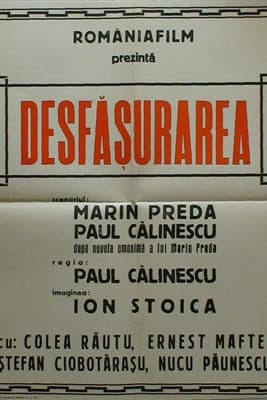 ROMÂNIAFILM
prezintă
DESFĂȘURAREA
scenariul:
MARIN PREDA
PAUL CĂLINESCU
după nuvela omonimă a lui Marin Preda
regia:
PAUL CĂLINESCU
imaginea:
ION STOICA
cu: COLEA RĂUTU, ERNEST MAFTE
ȘTEFAN CIOBOTĂRAȘU, NUCU PĂUNESCU